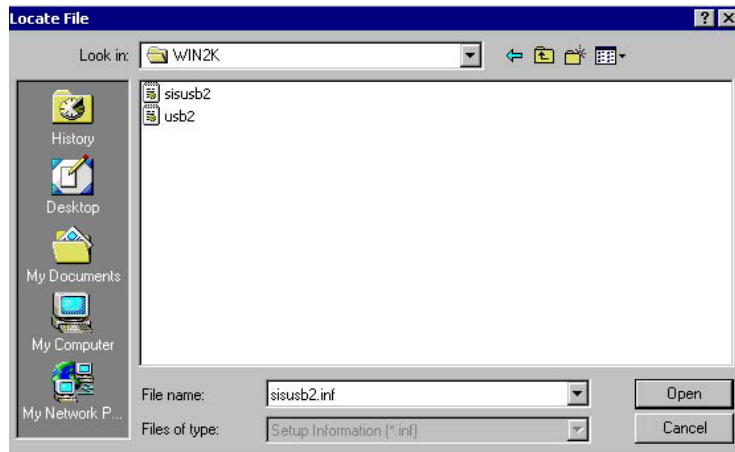 Locate File
Look in:
WIN2K
sisusb2
usb2
History
Desktop
My Documents
My Computer
My Network P...
File name:
sisusb2.inf
Open
Files of type:
Setup Information (*.inf)
Cancel